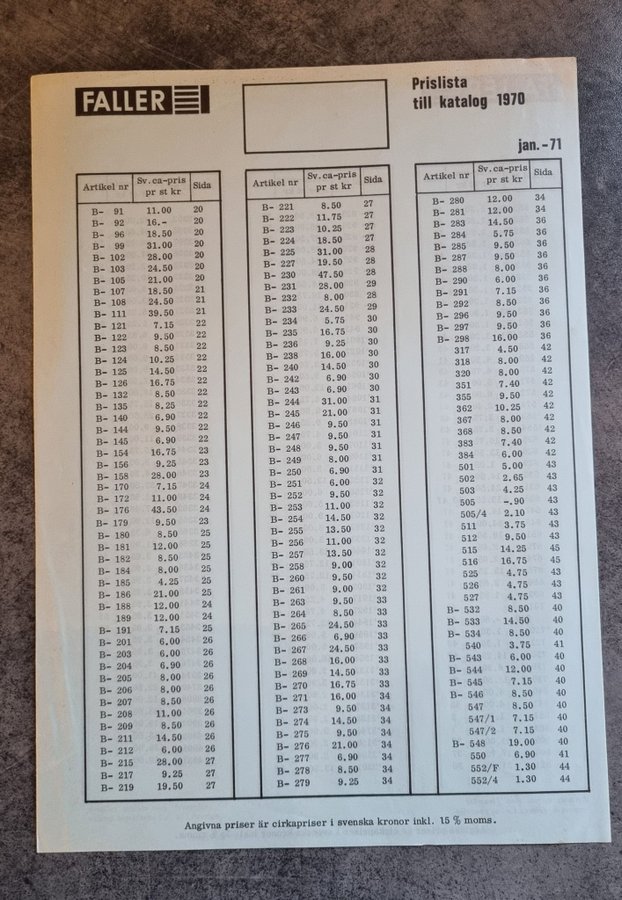 FALLER
Prislista
till katalog 1970
jan.-71
Artikel nr Sv.ca-pris pr st kr Sida
B- 91 11.00 20
B- 92 16.- 20
B- 96 18.50 20
B- 99 31.00 20
B- 102 28.00 20
B- 103 24.50 20
B- 105 21.00 20
B- 107 18.50 21
B- 108 24.50 21
B- 111 39.50 21
B- 121 7.15 22
B- 122 9.50 22
B- 123 8.50 22
B- 124 10.25 22
B- 125 14.50 22
B- 126 16.75 22
B- 132 8.50 22
B- 135 8.25 22
B- 140 6.90 22
B- 144 9.50 22
B- 145 6.90 22
B- 154 16.75 23
B- 156 9.25 23
B- 158 28.00 23
B- 170 7.15 24
B- 172 11.00 24
B- 176 43.50 24
B- 179 9.50 23
B- 180 8.50 25
B- 181 12.00 25
B- 182 8.50 25
B- 184 8.00 25
B- 185 4.25 25
B- 186 21.00 25
B- 188 12.00 24
189 12.00 24
B- 191 7.15 25
B- 201 6.00 26
B- 203 6.00 26
B- 204 6.90 26
B- 205 8.00 26
B- 206 8.00 26
B- 207 8.50 26
B- 208 11.00 26
B- 209 8.50 26
B- 211 14.50 26
B- 212 6.00 26
B- 215 28.00 27
B- 217 9.25 27
B- 219 19.50 27
Artikel nr Sv.ca-pris pr st kr Sida
B- 221 8.50 27
B- 222 11.75 27
B- 223 10.25 27
B- 224 18.50 27
B- 225 31.00 28
B- 227 19.50 28
B- 230 47.50 28
B- 231 28.00 29
B- 232 8.00 28
B- 233 24.50 29
B- 234 5.75 30
B- 235 16.75 30
B- 236 9.25 30
B- 238 16.00 30
B- 240 14.50 30
B- 242 6.90 30
B- 243 6.90 30
B- 244 31.00 31
B- 245 21.00 31
B- 246 9.50 31
B- 247 9.50 31
B- 248 9.50 31
B- 249 8.00 31
B- 250 6.90 31
B- 251 6.00 32
B- 252 9.50 32
B- 253 11.00 32
B- 254 14.50 32
B- 255 13.50 32
B- 256 11.00 32
B- 257 13.50 32
B- 258 9.00 32
B- 260 9.50 32
B- 261 9.00 32
B- 263 9.50 33
B- 264 8.50 33
B- 265 24.50 33
B- 266 6.90 33
B- 267 24.50 33
B- 268 16.00 33
B- 269 14.50 33
B- 270 16.75 33
B- 271 16.00 34
B- 273 9.50 34
B- 274 14.50 34
B- 275 9.50 34
B- 276 21.00 34
B- 277 6.90 34
B- 278 8.50 34
B- 279 9.25 34
Artikel nr Sv.ca-pris pr st kr Sida
B- 280 12.00 34
B- 281 12.00 34
B- 283 14.50 36
B- 284 5.75 36
B- 285 9.50 36
B- 287 9.50 36
B- 288 8.00 36
B- 290 6.00 36
B- 291 7.15 36
B- 292 8.50 36
B- 296 9.50 36
B- 297 9.50 36
B- 298 16.00 36
317 4.50 42
318 8.00 42
320 8.00 42
351 7.40 42
355 9.50 42
362 10.25 42
367 8.00 42
368 8.50 42
383 7.40 42
384 6.00 42
501 5.00 43
502 2.65 43
503 4.25 43
505 -.90 43
505/4 2.10 43
511 3.75 43
512 9.50 43
515 14.25 45
516 16.75 45
525 4.75 43
526 4.75 43
527 4.75 43
B- 532 8.50 40
B- 533 14.50 40
B- 534 8.50 40
540 3.75 41
B- 543 6.00 40
B- 544 12.00 40
B- 545 7.15 40
B- 546 8.50 40
547 8.50 40
547/1 7.15 40
547/2 7.15 40
B- 548 19.00 40
550 6.90 41
552/F 1.30 44
552/4 1.30 44
Angivna priser är cirkapriser i svenska kronor inkl. 15 % moms.